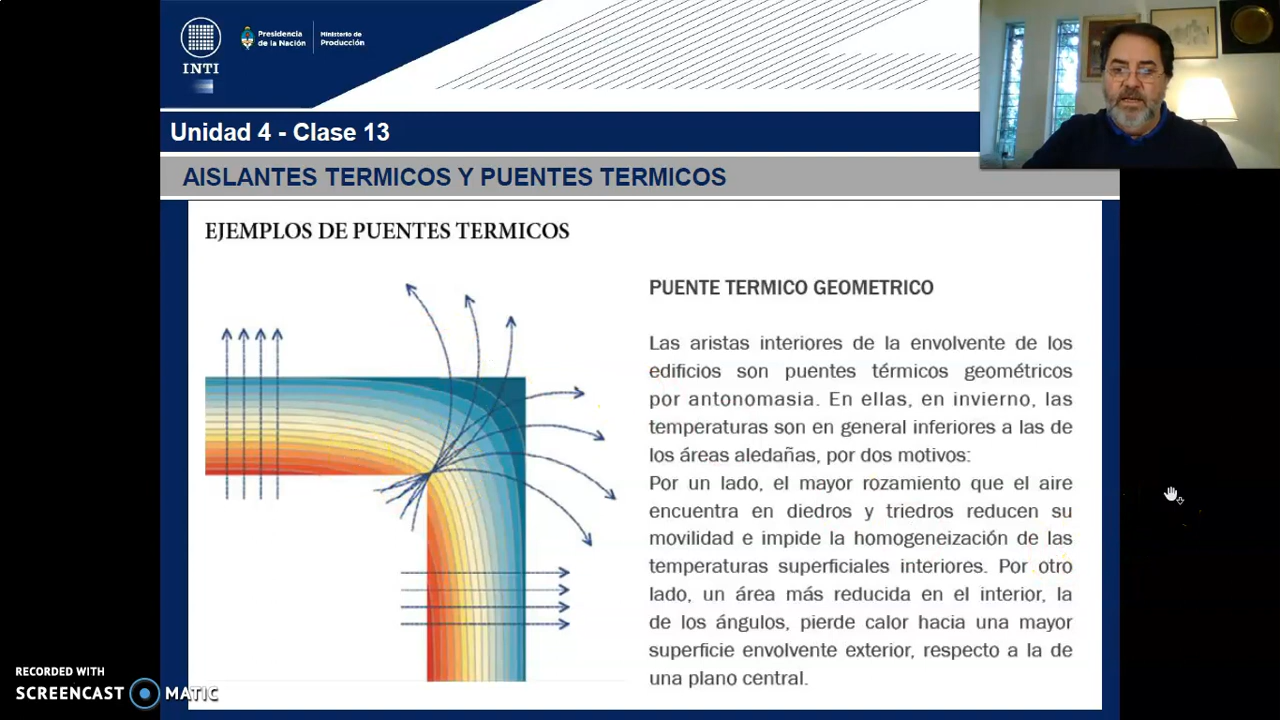 INTI
Presidencia
de la Nación
Ministerio de
Producción
Unidad 4 - Clase 13
AISLANTES TERMICOS Y PUENTES TERMICOS
EJEMPLOS DE PUENTES TERMICOS
PUENTE TERMICO GEOMETRICO
Las aristas interiores de la envolvente de los
edificios son puentes térmicos geométricos
por antonomasia. En ellas, en invierno, las
temperaturas son en general inferiores a las de
los áreas aledañas, por dos motivos:
Por un lado, el mayor rozamiento que el aire
encuentra en diedros y triedros reducen su
movilidad e impide la homogeneización de las
temperaturas superficiales interiores. Por otro
lado, un área más reducida en el interior, la
de los ángulos, pierde calor hacia una mayor
superficie envolvente exterior, respecto a la de
una plano central.
RECORDED WITH
SCREENCAST MATIC